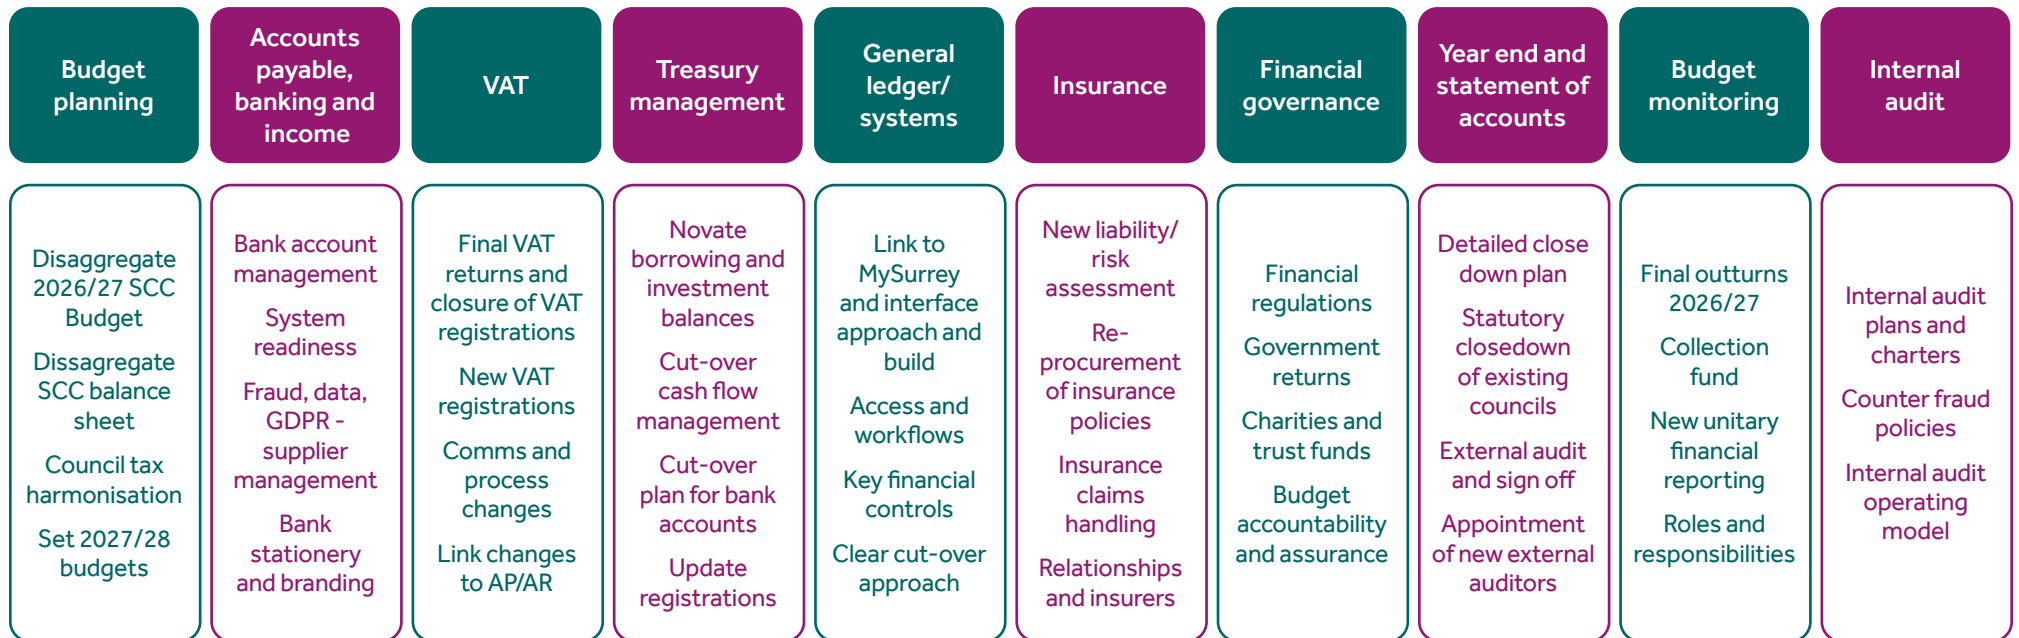 Budget
planning
Accounts
payable,
banking and
income
VAT
Treasury
management
General
ledger/
systems
Insurance
Financial
governance
Year end and
statement of
accounts
Budget
monitoring
Internal
audit
Disaggregate
2026/27 SCC
Budget
Dissagregate
SCC balance
sheet
Council tax
harmonisation
Set 2027/28
budgets
Bank account
management
System
readiness
Fraud, data,
GDPR -
supplier
management
Bank
stationery
and branding
Final VAT
returns and
closure of VAT
registrations
New VAT
registrations
Comms and
process
changes
Link changes
to AP/AR
Novate
borrowing and
investment
balances
Cut-over
cash flow
management
Cut-over
plan for bank
accounts
Update
registrations
Link to
MySurrey
and interface
approach and
build
Access and
workflows
Key financial
controls
Clear cut-over
approach
New liability/
risk
assessment
Re-
procurement
of insurance
policies
Insurance
claims
handling
Relationships
and insurers
Financial
regulations
Government
returns
Charities and
trust funds
Budget
accountability
and assurance
Detailed close
down plan
Statutory
closedown
of existing
councils
External audit
and sign off
Appointment
of new external
auditors
Final outturns
2026/27
Collection
fund
New unitary
financial
reporting
Roles and
responsibilities
Internal audit
plans and
charters
Counter fraud
policies
Internal audit
operating
model